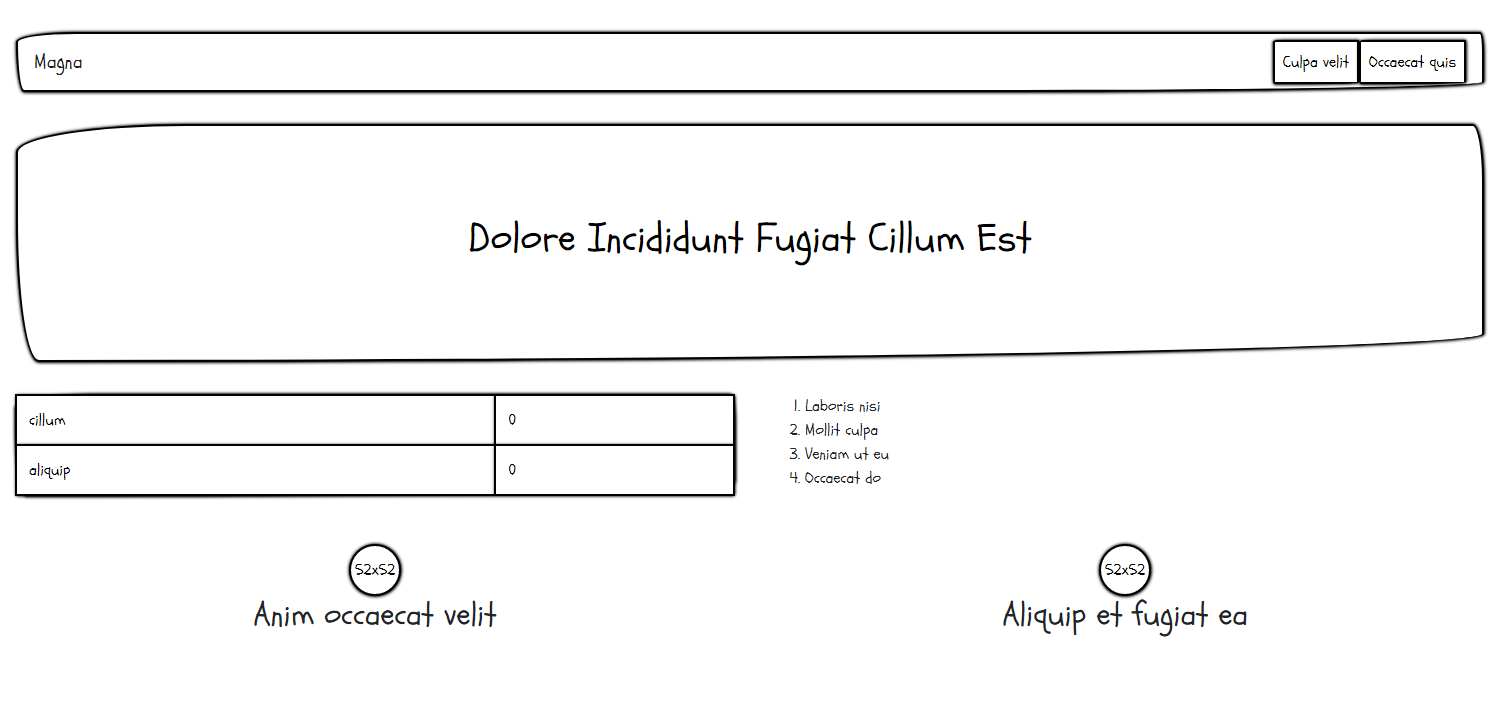 Magna
Culpa velit
Occaecat quis
Dolore Incididunt Fugiat Cillum Est
cillum 0
aliquip 0
1. Laboris nisi
2. Mollit culpa
3. Veniam ut eu
4. Occaecat do
52x52
Anim occaecat velit
52x52
Aliquip et fugiat ea